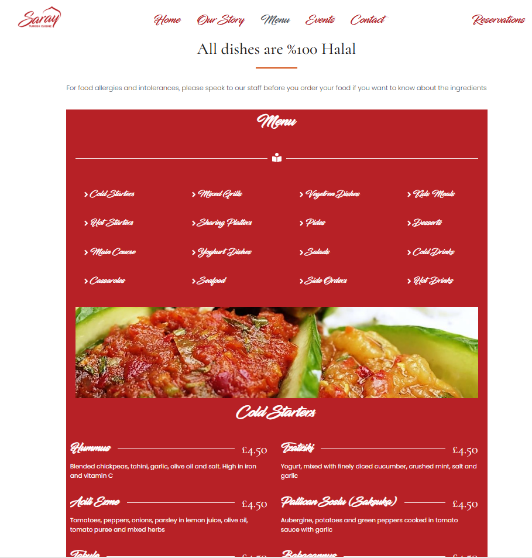 Saray
Home Our Story Menu Events Contact Reservations
All dishes are %100 Halal
For food allergies and intolerances, please speak to our staff before you order your food if you want to know about the ingredients
Menu
Cold Starters Mixed Grills Vegetarian Dishes Kids Meals
Hot Starters Sharing Platters Pides Desserts
Main Course Yoghurt Dishes Salads Cold Drinks
Casseroles Seafood Side Orders Hot Drinks
Cold Starters
Hummus £4.50 Tzatziki £4.50
Blended chickpeas, tahini, garlic, olive oil and salt. High in iron
and vitamin C
Yogurt, mixed with finely diced cucumber, crushed mint, salt and
garlic
Acili Esme £4.50 Patlican Soslu (Saksuka) £4.50
Tomatoes, peppers, onions, parsley in lemon juice, olive oil,
tomato puree and mixed herbs
Aubergine, potatoes and green peppers cooked in tomato
sauce with garlic